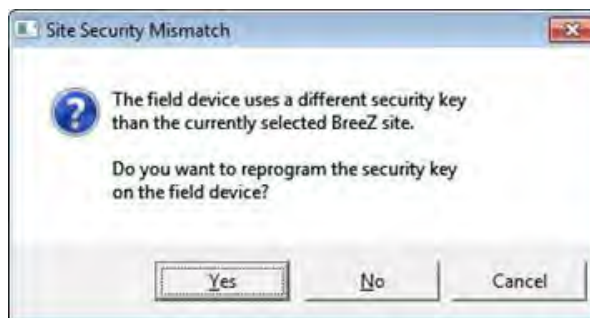 Site Security Mismatch
The field device uses a different security key
than the currently selected BreeZ site.
Do you want to reprogram the security key
on the field device?
Yes
No
Cancel